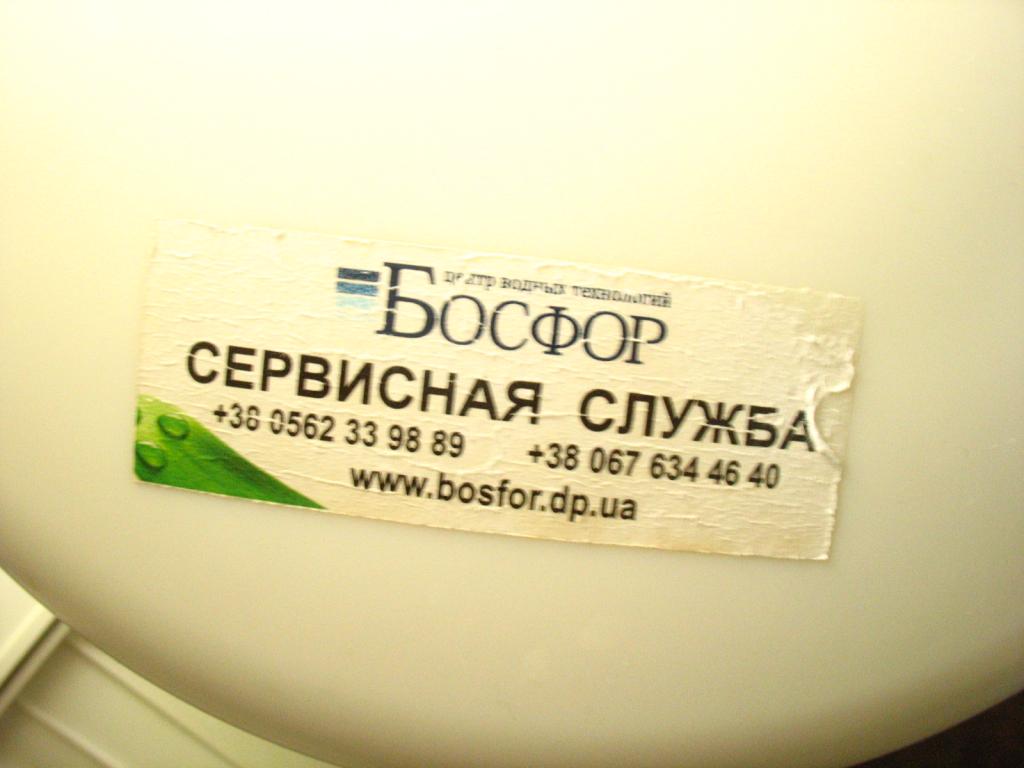 центр водных технологий
БОСФОР
СЕРВИСНАЯ СЛУЖБА
+38 0562 33 98 89 +38 067 634 46 40
www.bosfor.dp.ua